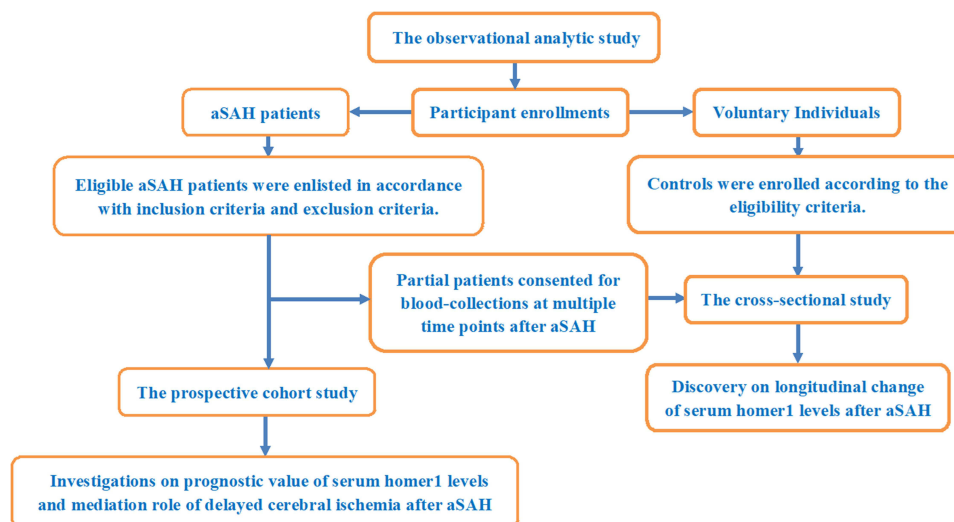 The observational analytic study
aSAH patients
Participant enrollments
Voluntary Individuals
Eligible aSAH patients were enlisted in accordance
with inclusion criteria and exclusion criteria.
Controls were enrolled according to the
eligibility criteria.
Partial patients consented for
blood-collections at multiple
time points after aSAH
The cross-sectional study
The prospective cohort study
Discovery on longitudinal change
of serum homer1 levels after aSAH
Investigations on prognostic value of serum homer1 levels
and mediation role of delayed cerebral ischemia after aSAH